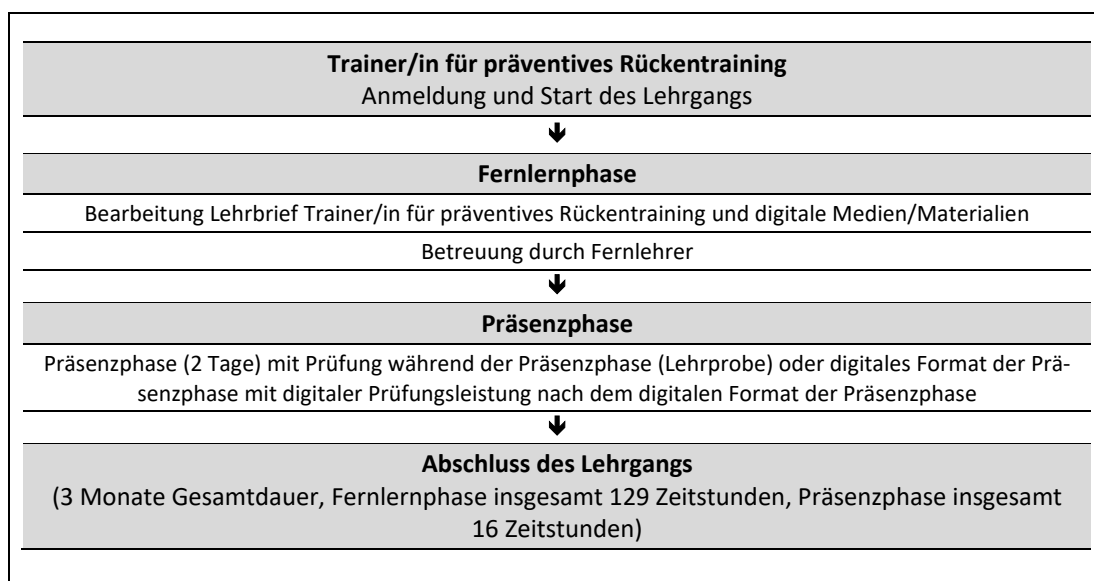 Trainer/in für präventives Rückentraining
Anmeldung und Start des Lehrgangs
🡻
Fernlernphase
Bearbeitung Lehrbrief Trainer/in für präventives Rückentraining und digitale Medien/Materialien
Betreuung durch Fernlehrer
🡻
Präsenzphase
Präsenzphase (2 Tage) mit Prüfung während der Präsenzphase (Lehrprobe) oder digitales Format der Prä-
senzphase mit digitaler Prüfungsleistung nach dem digitalen Format der Präsenzphase
🡻
Abschluss des Lehrgangs
(3 Monate Gesamtdauer, Fernlernphase insgesamt 129 Zeitstunden, Präsenzphase insgesamt
16 Zeitstunden)